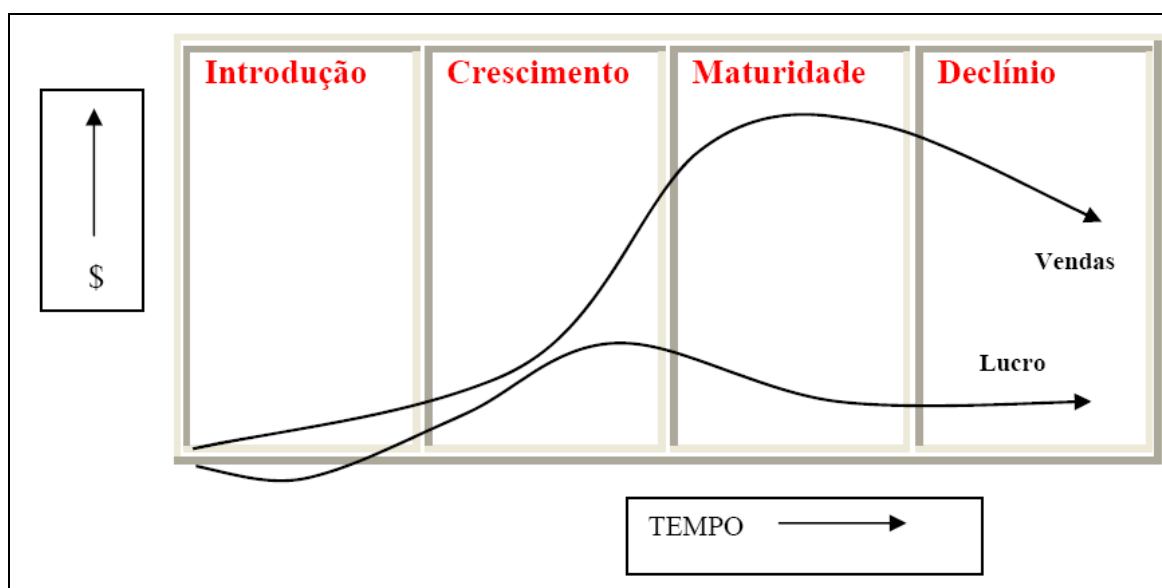 Introdução
Crescimento
Maturidade
Declínio
$
Vendas
Lucro
TEMPO